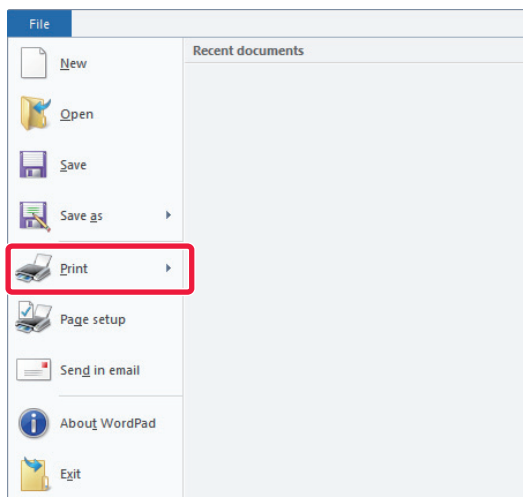 File
Recent documents
New
Open
Save
Save as
Print
Page setup
Send in email
About WordPad
Exit